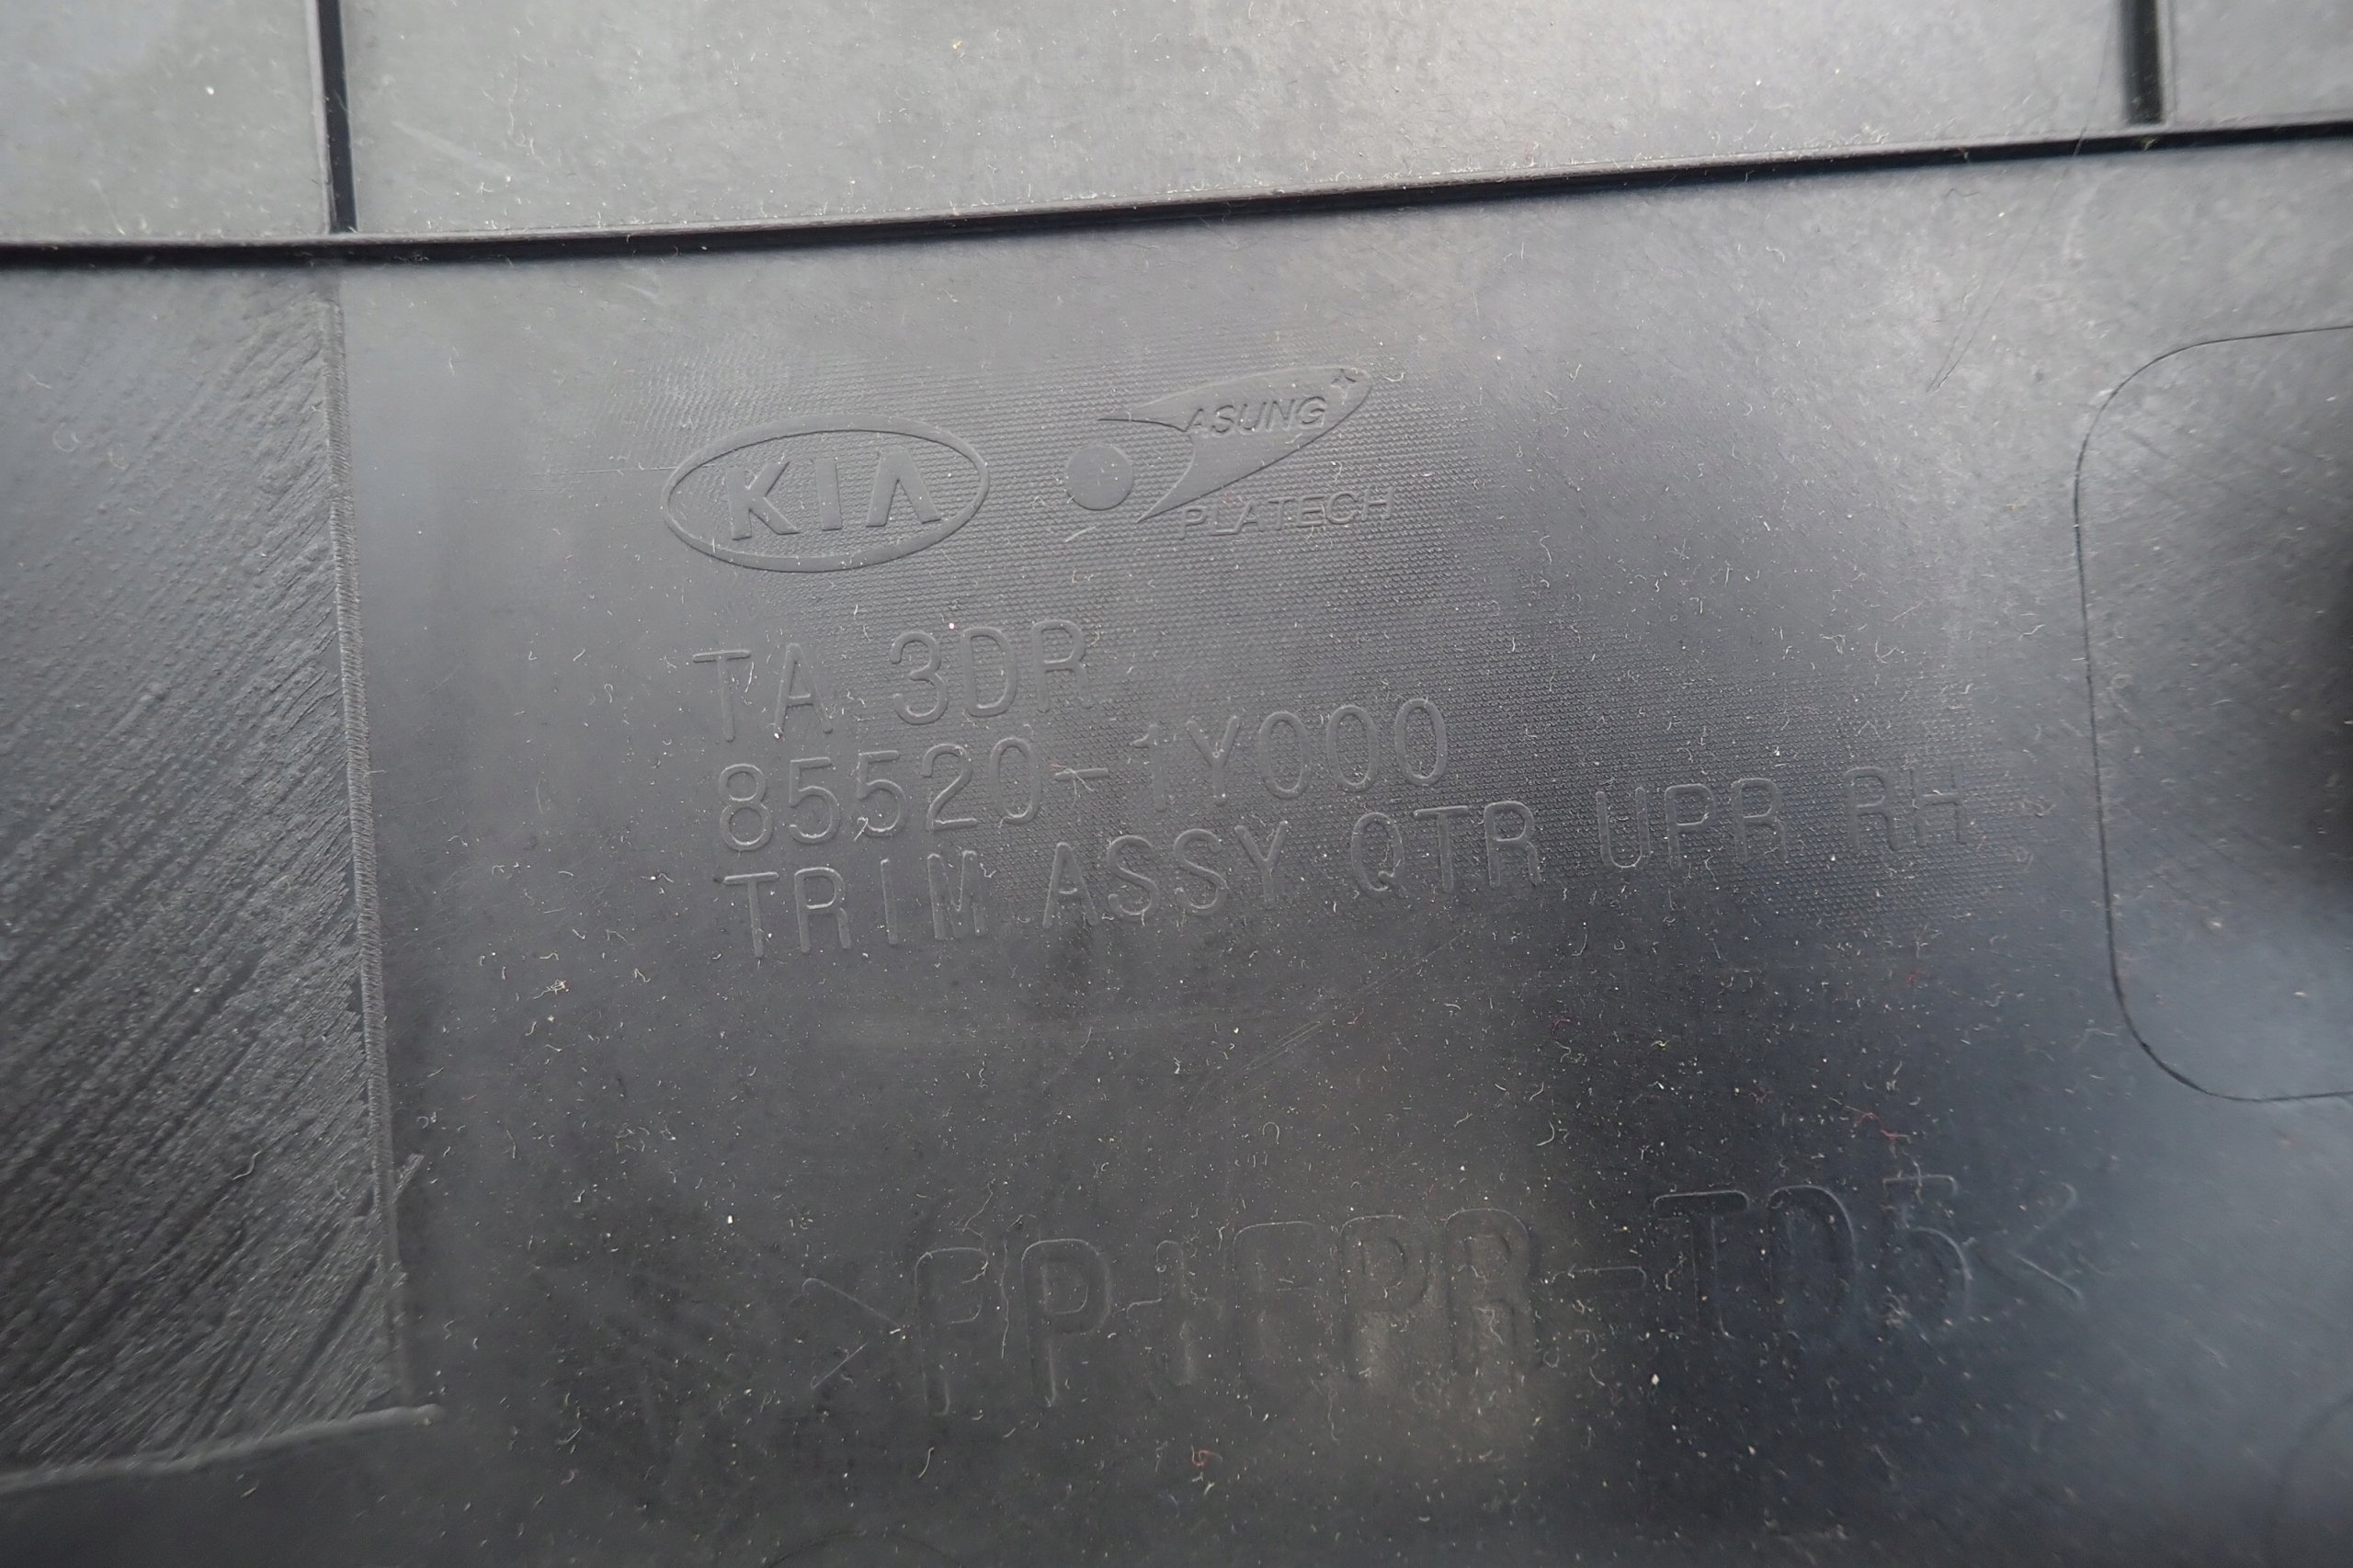 KIA
ASUNG
PLATECH
TA 3DR
85520-1Y000
TRIM ASSY QTR UPR RH
>PP+EPR-TD5<